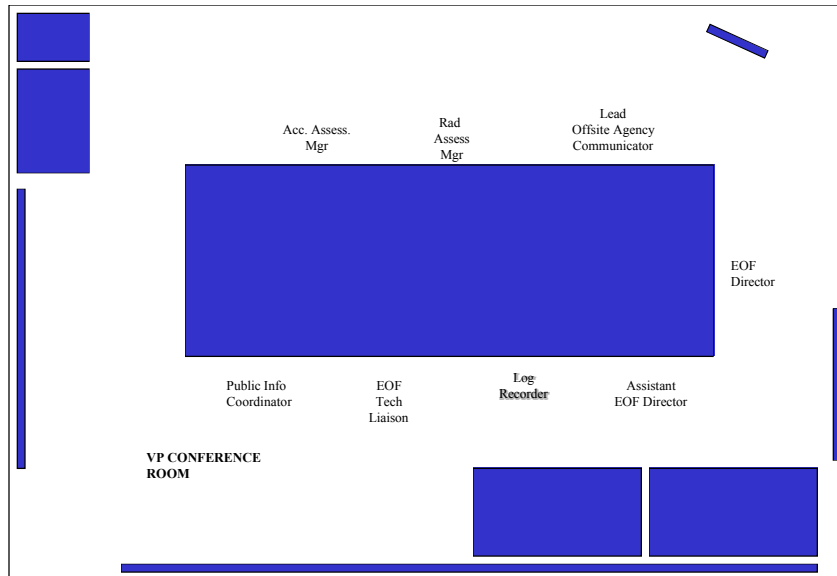 Acc. Assess.
Mgr
Rad
Assess
Mgr
Lead
Offsite Agency
Communicator
EOF
Director
Public Info
Coordinator
EOF
Tech
Liaison
Log
Recorder
Assistant
EOF Director
VP CONFERENCE
ROOM